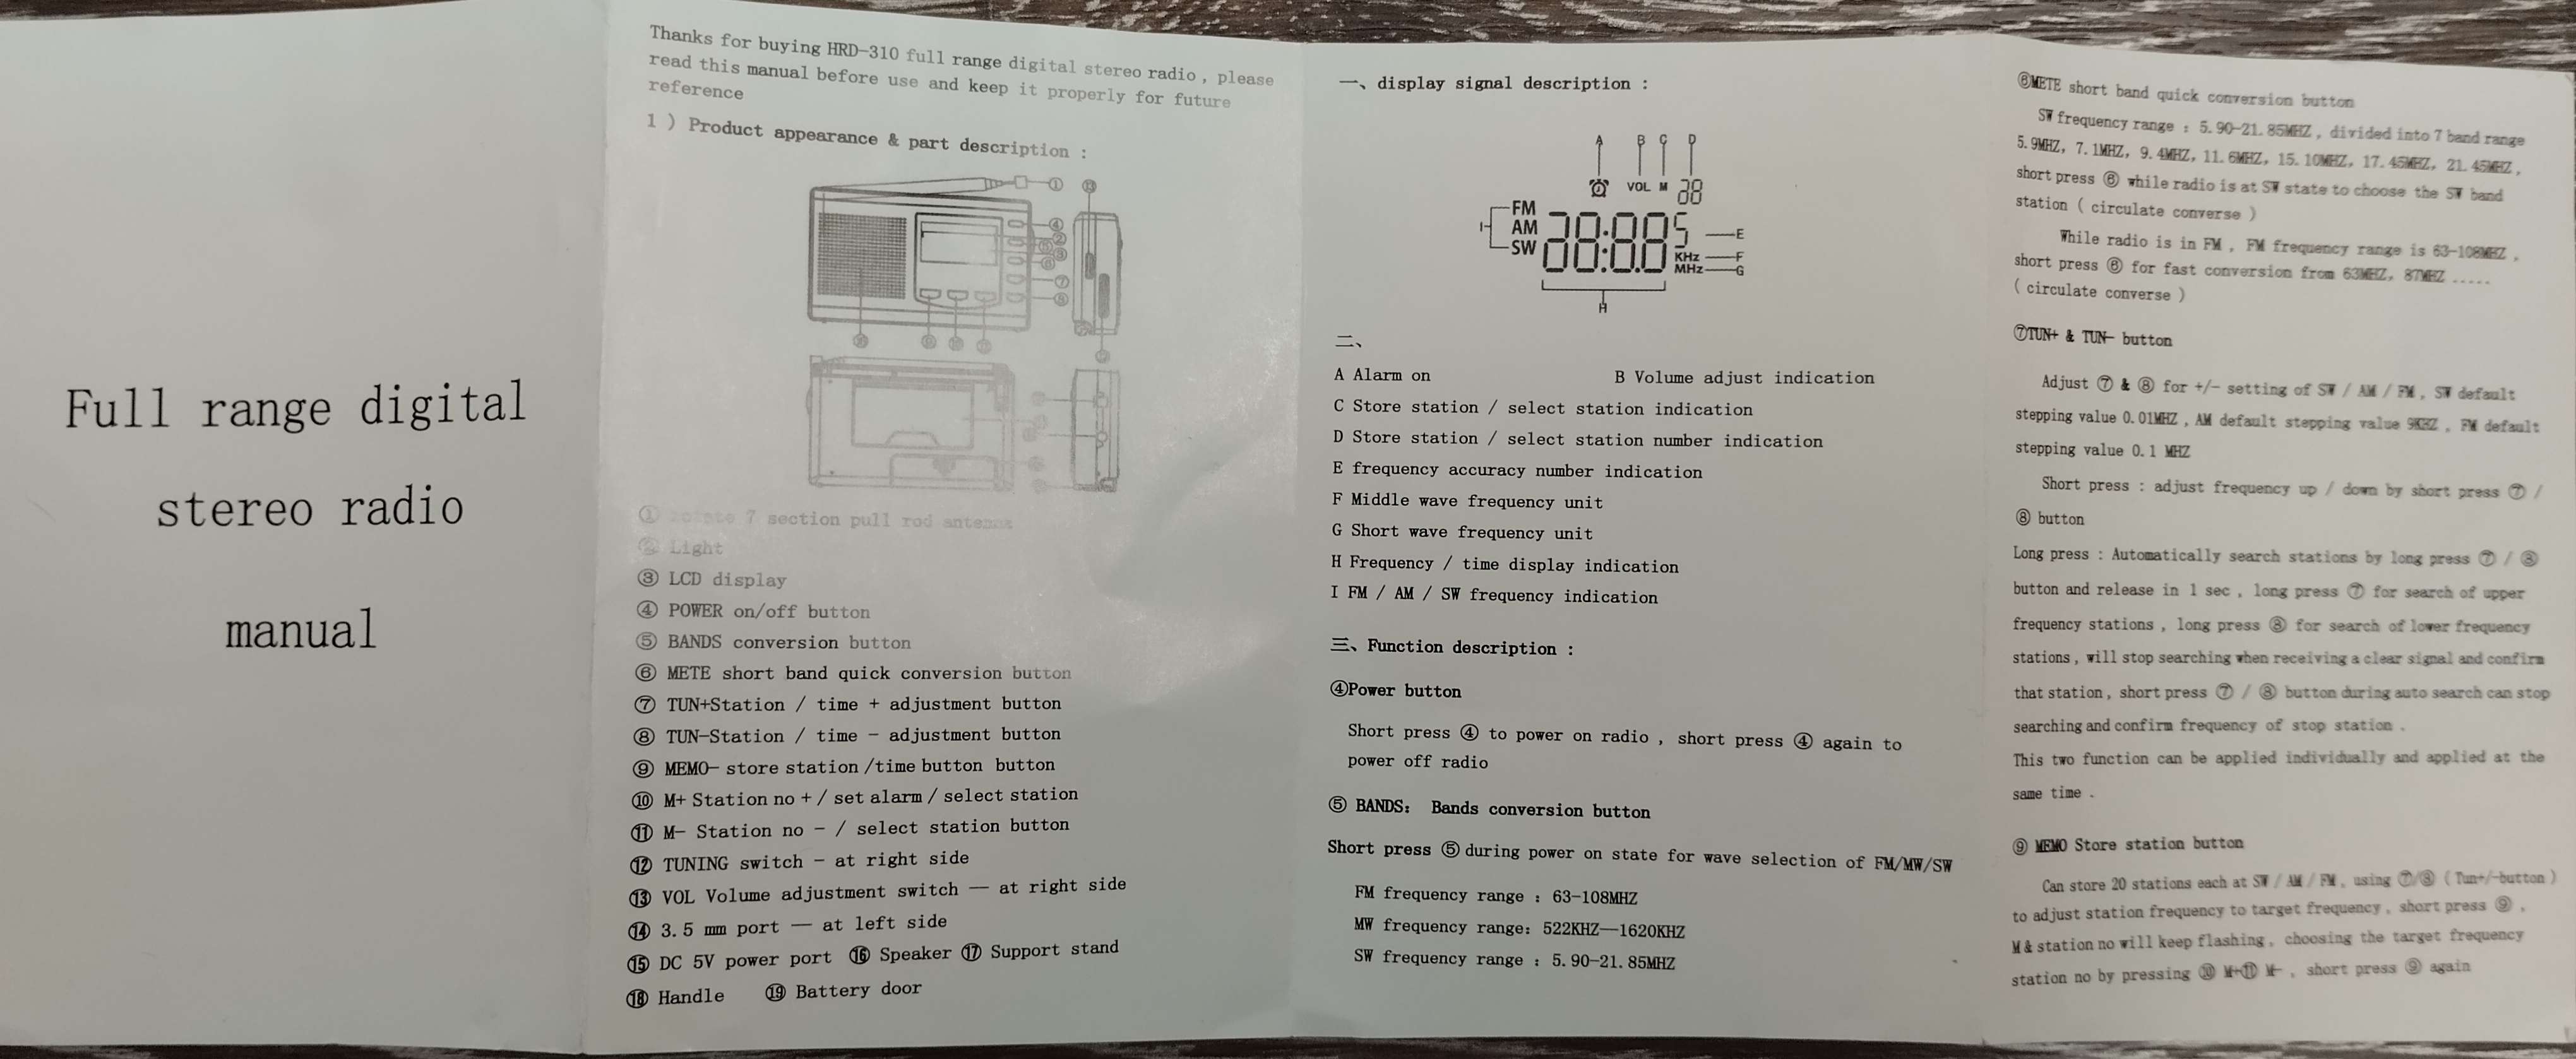 Full range digital
stereo radio
manual
Thanks for buying HRD-310 full range digital stereo radio , please
read this manual before use and keep it properly for future
reference
1 ) Product appearance & part description :
① ⑬
④
②
⑤③
⑥
⑦
⑧
① rotate 7 section pull rod antenna
② Light
③ LCD display
④ POWER on/off button
⑤ BANDS conversion button
⑥ METE short band quick conversion button
⑦ TUN+Station / time + adjustment button
⑧ TUN-Station / time - adjustment button
⑨ MEMO- store station /time button button
⑩ M+ Station no + / set alarm / select station
⑪ M- Station no - / select station button
⑫ TUNING switch - at right side
⑬ VOL Volume adjustment switch — at right side
⑭ 3.5 mm port — at left side
⑮ DC 5V power port ⑯ Speaker ⑰ Support stand
⑱ Handle ⑲ Battery door
一、display signal description :
A B C D
VOL M 88
FM
AM
SW
I
88:8.85
KHz
MHz
E
F
G
H
二、
A Alarm on B Volume adjust indication
C Store station / select station indication
D Store station / select station number indication
E frequency accuracy number indication
F Middle wave frequency unit
G Short wave frequency unit
H Frequency / time display indication
I FM / AM / SW frequency indication
三、Function description :
④Power button
Short press ④ to power on radio , short press ④ again to
power off radio
⑤ BANDS: Bands conversion button
Short press ⑤ during power on state for wave selection of FM/MW/SW
FM frequency range : 63-108MHZ
MW frequency range: 522KHZ—1620KHZ
SW frequency range : 5.90-21.85MHZ
⑥METE short band quick conversion button
SW frequency range : 5.90-21.85MHZ , divided into 7 band range
5.9MHZ, 7.1MHZ, 9.4MHZ, 11.6MHZ, 15.10MHZ, 17.45MHZ, 21.45MHZ ,
short press ⑥ while radio is at SW state to choose the SW band
station ( circulate converse )
While radio is in FM , FM frequency range is 63-108MHZ ,
short press ⑥ for fast conversion from 63MHZ, 87MHZ .....
( circulate converse )
⑦TUN+ & TUN- button
Adjust ⑦ & ⑧ for +/- setting of SW / AM / FM , SW default
stepping value 0.01MHZ , AM default stepping value 9KHZ , FM default
stepping value 0.1 MHZ
Short press : adjust frequency up / down by short press ⑦ /
⑧ button
Long press : Automatically search stations by long press ⑦ / ⑧
button and release in 1 sec , long press ⑦ for search of upper
frequency stations , long press ⑧ for search of lower frequency
stations , will stop searching when receiving a clear signal and confirm
that station , short press ⑦ / ⑧ button during auto search can stop
searching and confirm frequency of stop station .
This two function can be applied individually and applied at the
same time .
⑨ MEMO Store station button
Can store 20 stations each at SW / AM / FM , using ⑦/⑧ ( Tun+/-button )
to adjust station frequency to target frequency , short press ⑨ ,
M & station no will keep flashing , choosing the target frequency
station no by pressing ⑩ M+⑪ M- , short press ⑨ again